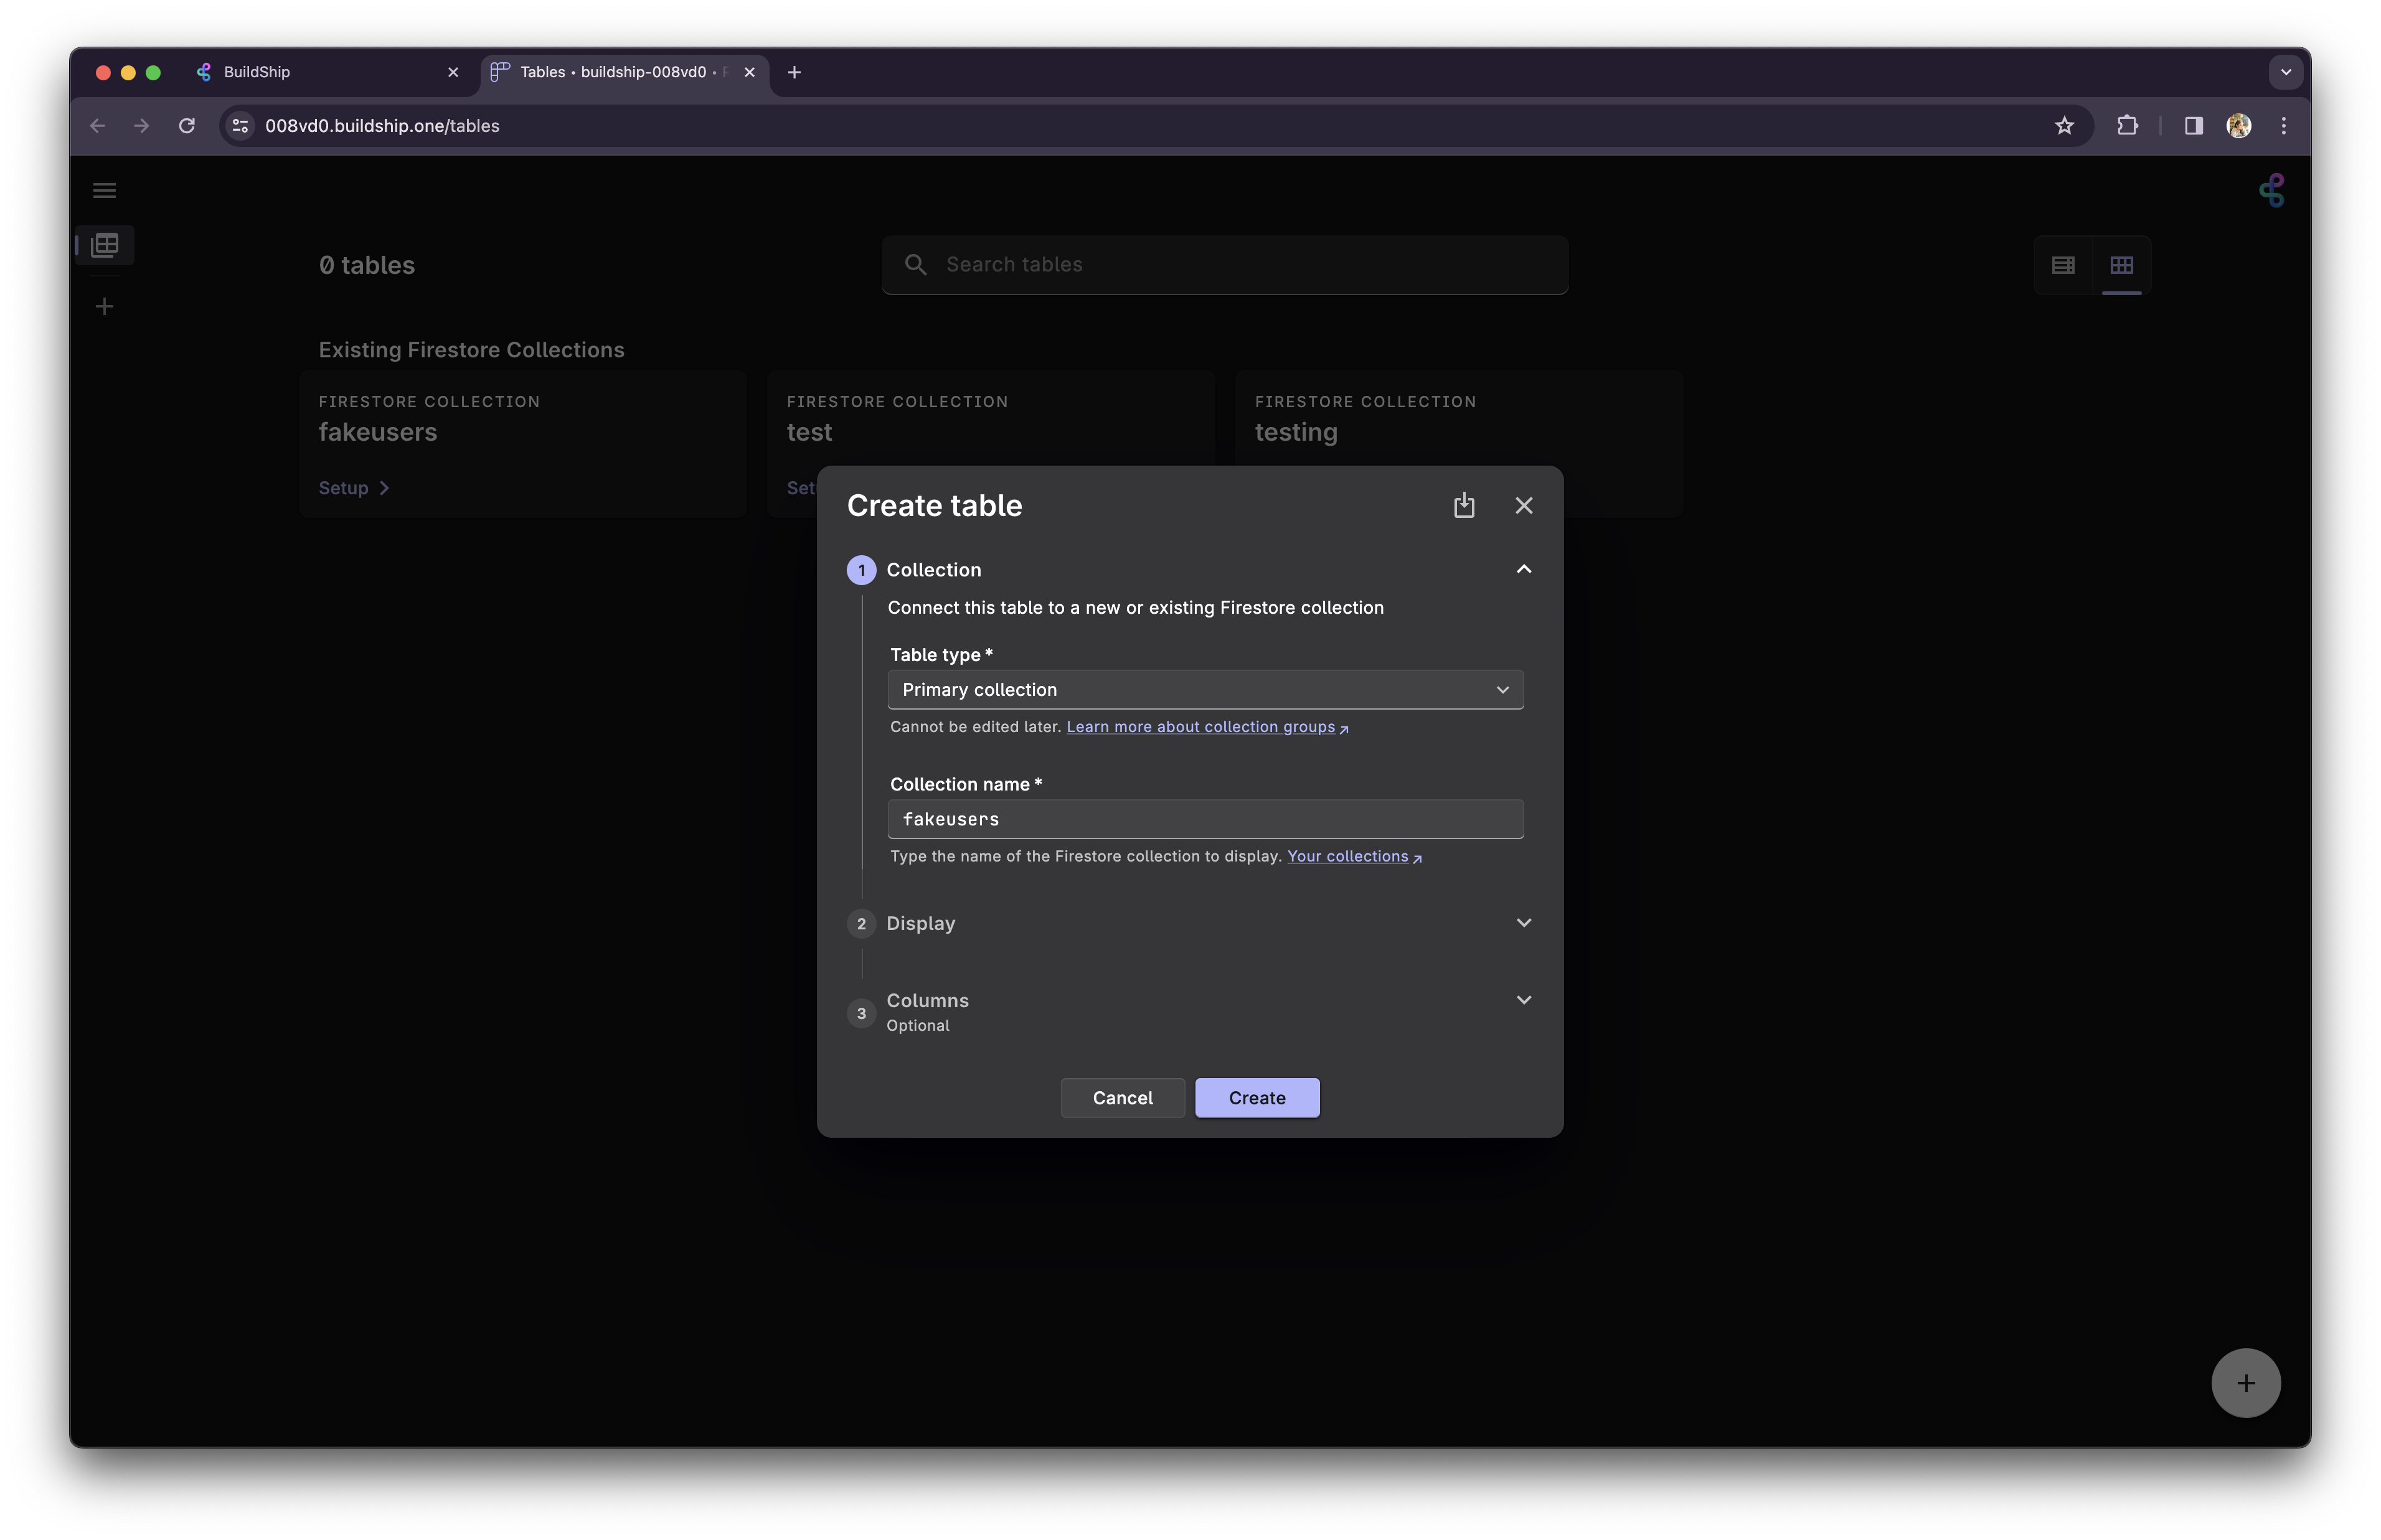 BuildShip
Tables • buildship-008vd0 •
008vd0.buildship.one/tables
0 tables
Search tables
Existing Firestore Collections
FIRESTORE COLLECTION
fakeusers
Setup
FIRESTORE COLLECTION
test
Set
FIRESTORE COLLECTION
testing
Create table
1 Collection
Connect this table to a new or existing Firestore collection
Table type *
Primary collection
Cannot be edited later. Learn more about collection groups
Collection name *
fakeusers
Type the name of the Firestore collection to display. Your collections
2 Display
3 Columns
Optional
Cancel
Create